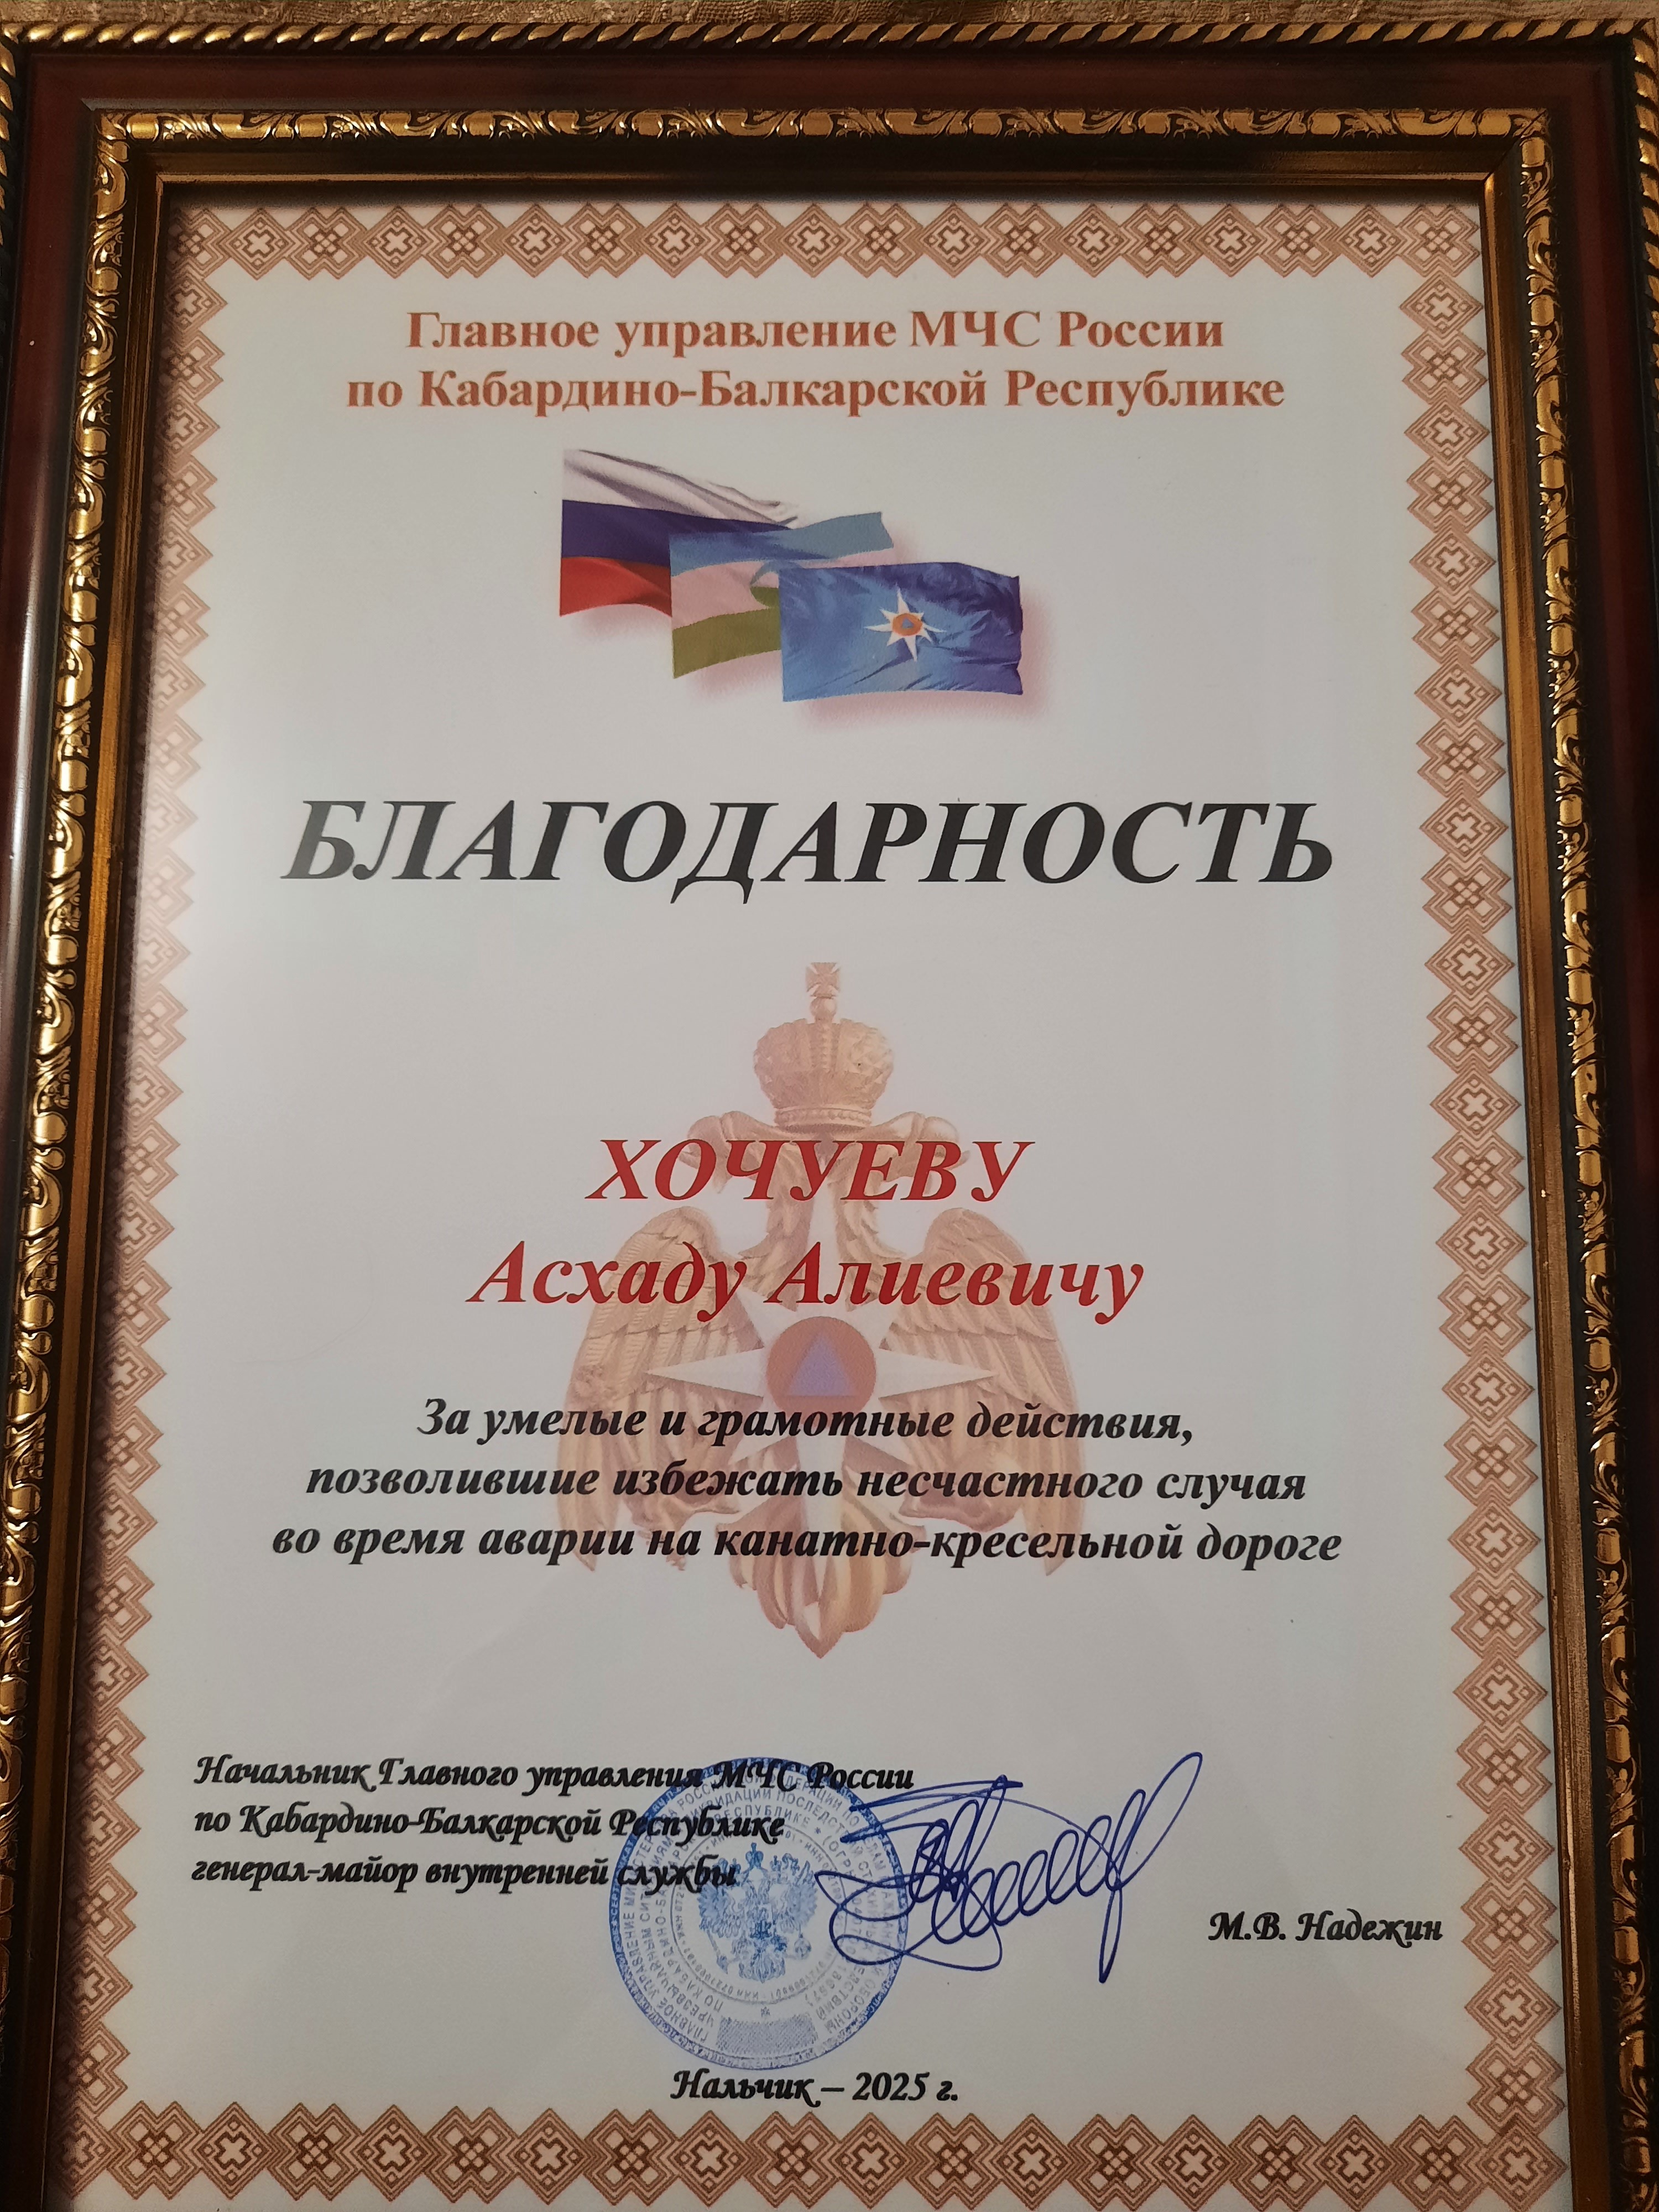 Главное управление МЧС России
по Кабардино-Балкарской Республике
БЛАГОДАРНОСТЬ
ХОЧУЕВУ
Асхаду Алиевичу
За умелые и грамотные действия,
позволившие избежать несчастного случая
во время аварии на канатно-кресельной дороге
Начальник Главного управления МЧС России
по Кабардино-Балкарской Республике
генерал-майор внутренней службы
М.В. Надежин
Нальчик – 2025 г.